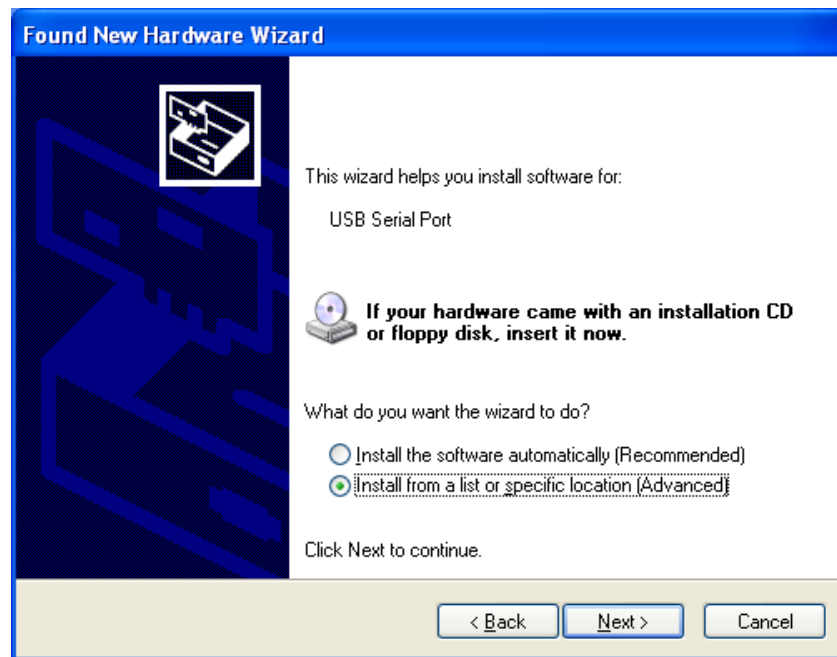 Found New Hardware Wizard
This wizard helps you install software for:
USB Serial Port
If your hardware came with an installation CD
or floppy disk, insert it now.
What do you want the wizard to do?
Install the software automatically (Recommended)
Install from a list or specific location (Advanced)
Click Next to continue.
< Back Next > Cancel